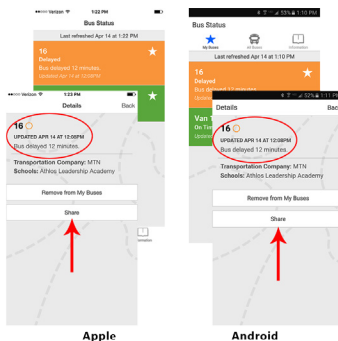 Verizon 1:22 PM
Bus Status
Last refreshed Apr 14 at 1:22 PM
16
Delayed
Bus delayed 12 minutes.
Updated Apr 14 at 12:08PM
Verizon 1:23 PM
Details Back
16
UPDATED APR 14 AT 12:08PM
Bus delayed 12 minutes.
Transportation Company: MTN
Schools: Athlos Leadership Academy
Remove from My Buses
Share
Apple
53% 1:10 PM
Bus Status
My Buses All Buses Information
Last refreshed Apr 14 at 1:10 PM
16
Delayed
Bus delayed 12 minutes.
Van
On Tim
52% 1:11 PM
Details Bac
16
UPDATED APR 14 AT 12:08PM
Bus delayed 12 minutes.
Transportation Company: MTN
Schools: Athlos Leadership Academy
Remove from My Buses
Share
Android